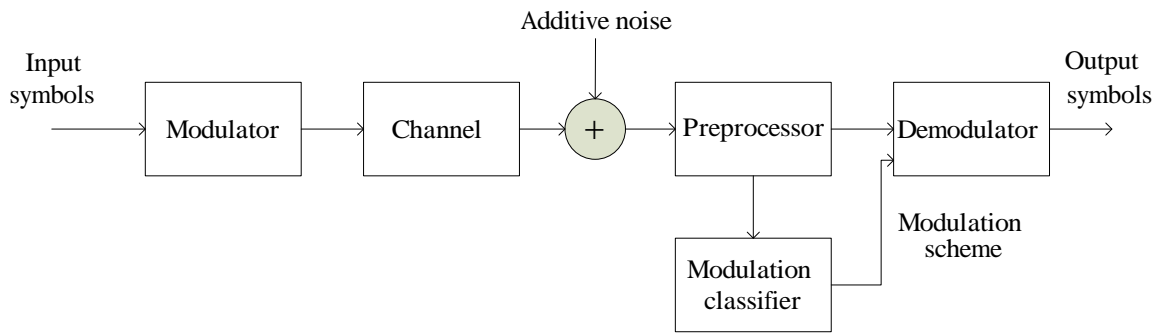 Additive noise
Input
symbols
Modulator
Channel
+
Preprocessor
Demodulator
Output
symbols
Modulation
scheme
Modulation
classifier